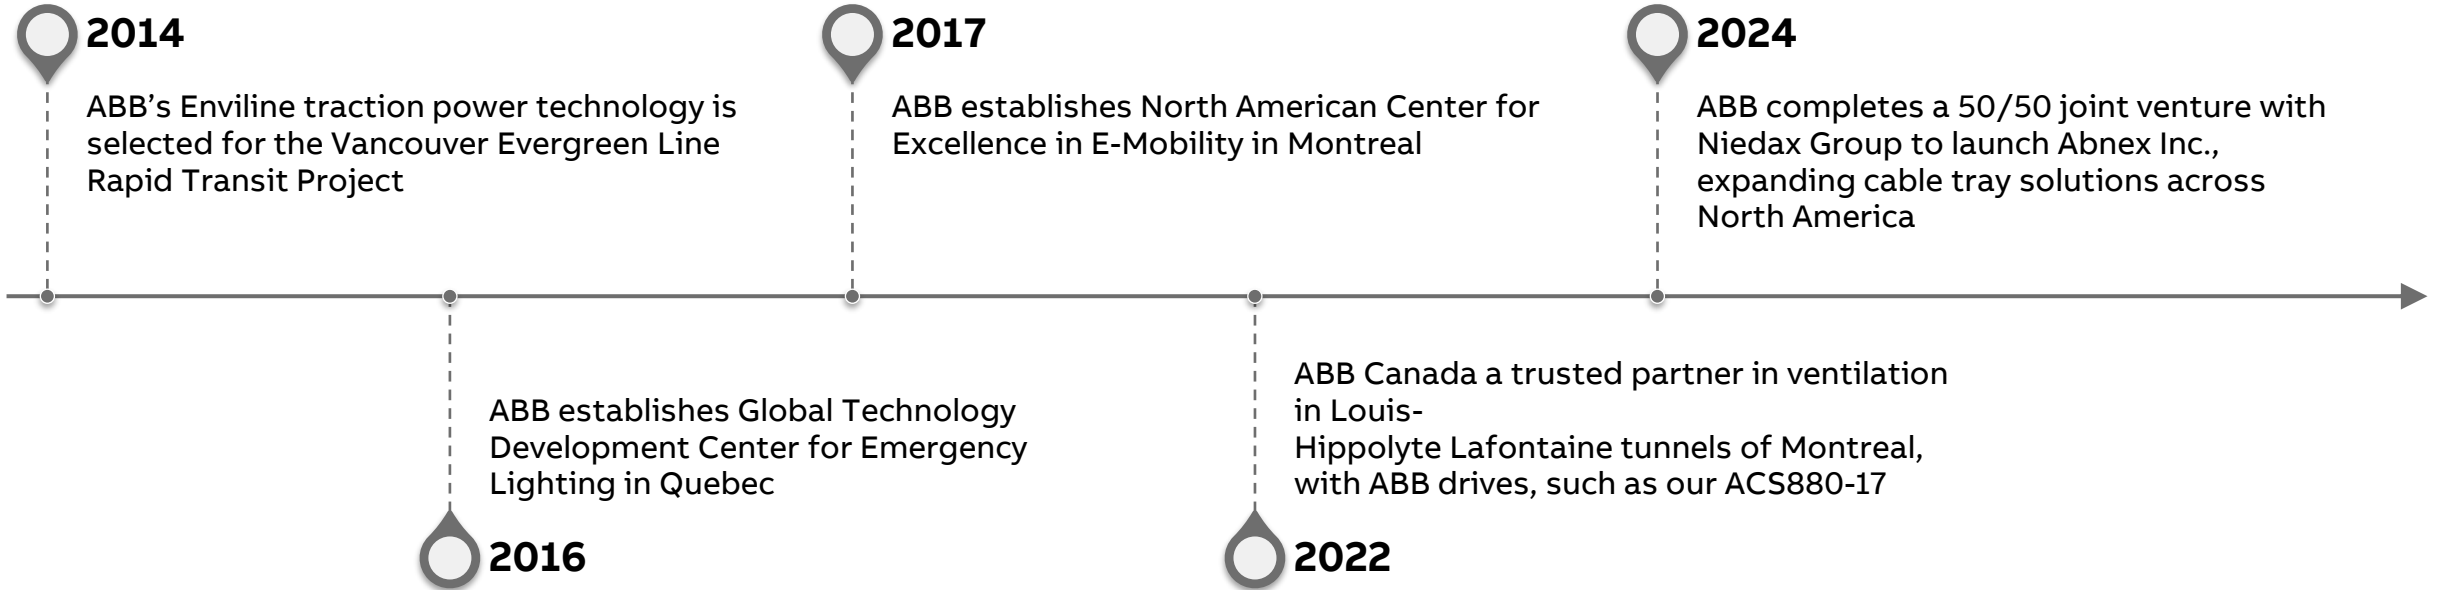 2014
ABB’s Enviline traction power technology is
selected for the Vancouver Evergreen Line
Rapid Transit Project
2017
ABB establishes North American Center for
Excellence in E-Mobility in Montreal
2024
ABB completes a 50/50 joint venture with
Niedax Group to launch Abnex Inc.,
expanding cable tray solutions across
North America
ABB establishes Global Technology
Development Center for Emergency
Lighting in Quebec
2016
ABB Canada a trusted partner in ventilation
in Louis-
Hippolyte Lafontaine tunnels of Montreal,
with ABB drives, such as our ACS880-17
2022